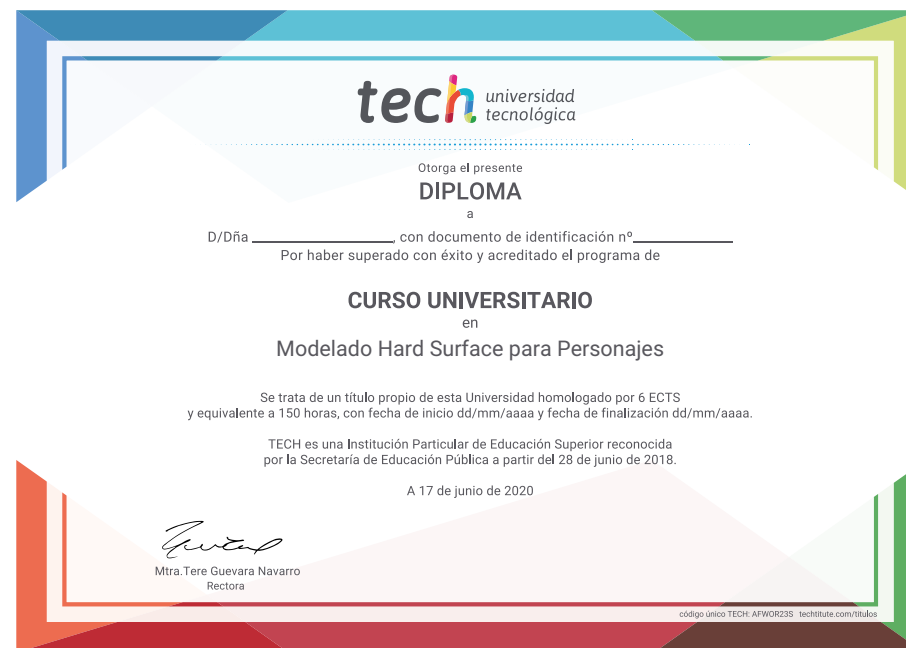 tech universidad
tecnológica
Otorga el presente
DIPLOMA
a
D/Dña ____________________, con documento de identificación nº______________
Por haber superado con éxito y acreditado el programa de
CURSO UNIVERSITARIO
en
Modelado Hard Surface para Personajes
Se trata de un título propio de esta Universidad homologado por 6 ECTS
y equivalente a 150 horas, con fecha de inicio dd/mm/aaaa y fecha de finalización dd/mm/aaaa.
TECH es una Institución Particular de Educación Superior reconocida
por la Secretaría de Educación Pública a partir del 28 de junio de 2018.
A 17 de junio de 2020
Mtra.Tere Guevara Navarro
Rectora
código único TECH: AFWOR23S techtitute.com/titulos